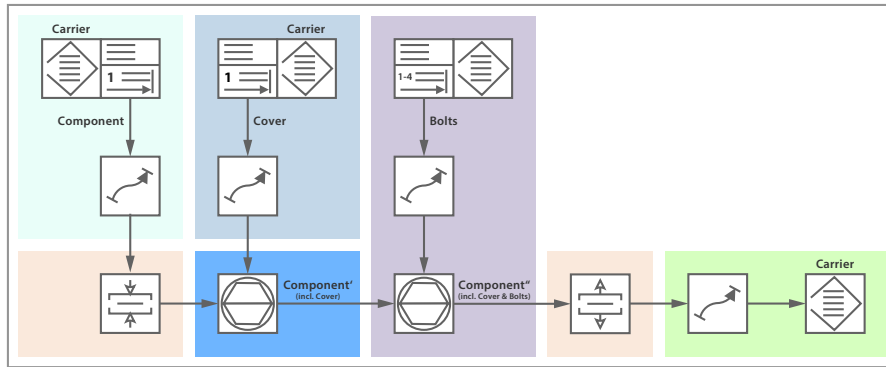 Carrier
Carrier
1
1
1-4
Component
Cover
Bolts
Component‘
(incl. Cover)
Component“
(incl. Cover & Bolts)
Carrier